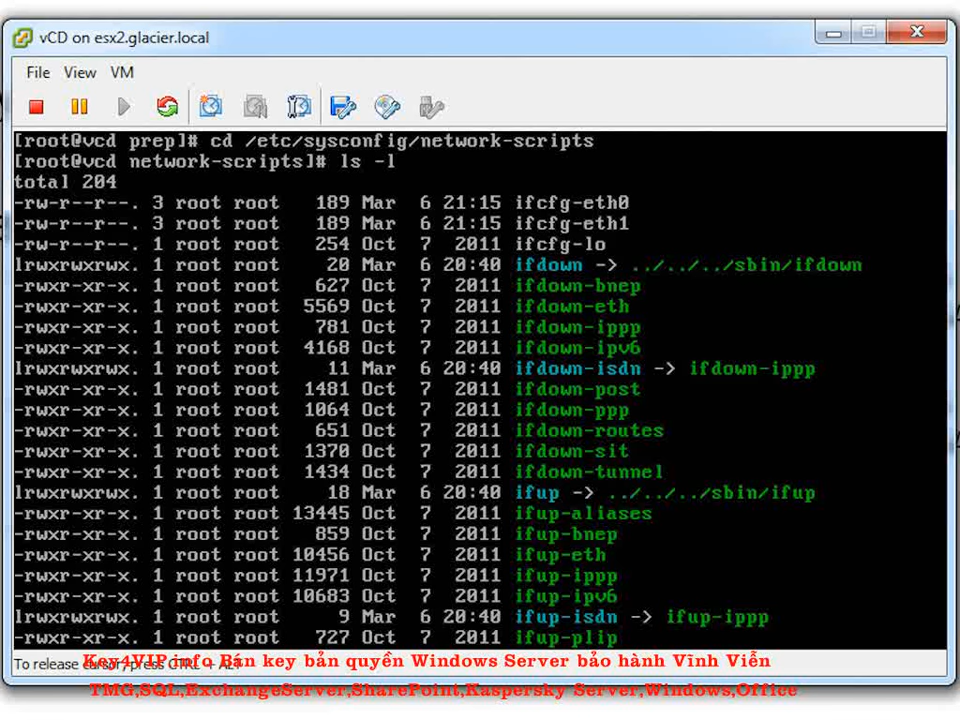 vCD on esx2.glacier.local
File View VM
[root@vcd prep]# cd /etc/sysconfig/network-scripts
[root@vcd network-scripts]# ls -l
total 204
-rw-r--r--. 3 root root 189 Mar 6 21:15 ifcfg-eth0
-rw-r--r--. 3 root root 189 Mar 6 21:15 ifcfg-eth1
-rw-r--r--. 1 root root 254 Oct 7 2011 ifcfg-lo
lrwxrwxrwx. 1 root root 20 Mar 6 20:40 ifdown -> ../../../sbin/ifdown
-rwxr-xr-x. 1 root root 627 Oct 7 2011 ifdown-bnep
-rwxr-xr-x. 1 root root 5569 Oct 7 2011 ifdown-eth
-rwxr-xr-x. 1 root root 781 Oct 7 2011 ifdown-ippp
-rwxr-xr-x. 1 root root 4168 Oct 7 2011 ifdown-ipv6
lrwxrwxrwx. 1 root root 11 Mar 6 20:40 ifdown-isdn -> ifdown-ippp
-rwxr-xr-x. 1 root root 1481 Oct 7 2011 ifdown-post
-rwxr-xr-x. 1 root root 1064 Oct 7 2011 ifdown-ppp
-rwxr-xr-x. 1 root root 651 Oct 7 2011 ifdown-routes
-rwxr-xr-x. 1 root root 1370 Oct 7 2011 ifdown-sit
-rwxr-xr-x. 1 root root 1434 Oct 7 2011 ifdown-tunnel
lrwxrwxrwx. 1 root root 18 Mar 6 20:40 ifup -> ../../../sbin/ifup
-rwxr-xr-x. 1 root root 13445 Oct 7 2011 ifup-aliases
-rwxr-xr-x. 1 root root 859 Oct 7 2011 ifup-bnep
-rwxr-xr-x. 1 root root 10456 Oct 7 2011 ifup-eth
-rwxr-xr-x. 1 root root 11971 Oct 7 2011 ifup-ippp
-rwxr-xr-x. 1 root root 10683 Oct 7 2011 ifup-ipv6
lrwxrwxrwx. 1 root root 9 Mar 6 20:40 ifup-isdn -> ifup-ippp
-rwxr-xr-x. 1 root root 727 Oct 7 2011 ifup-plip
To release cursor, press CTRL + ALT
Key4VIP.info Bán key bản quyền Windows Server bảo hành Vĩnh Viễn
TMG,SQL,ExchangeServer,SharePoint,Kaspersky Server,Windows,Office